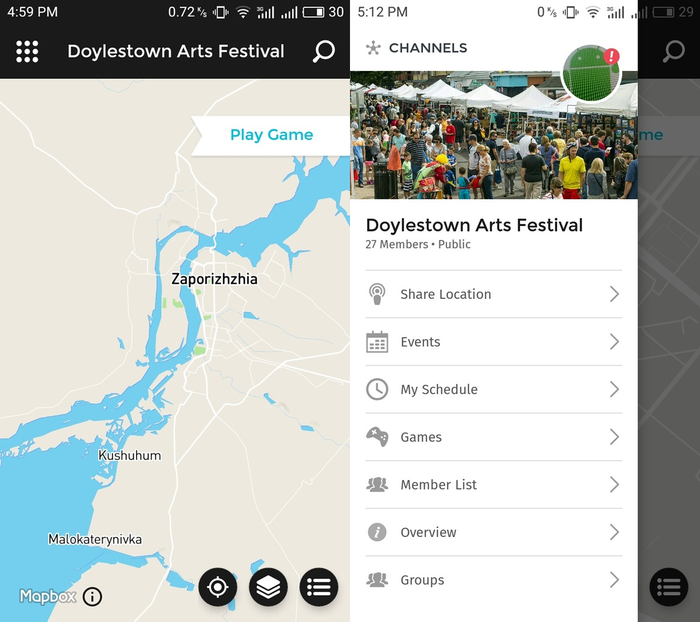 4:59 PM
0.72 K/s 3G 30
Doylestown Arts Festival
Play Game
Zaporizhzhia
Kushuhum
Malokaterynivka
Mapbox i
5:12 PM
0 K/s 3G 29
CHANNELS
!
me
Doylestown Arts Festival
27 Members • Public
Share Location
Events
My Schedule
Games
Member List
Overview
Groups